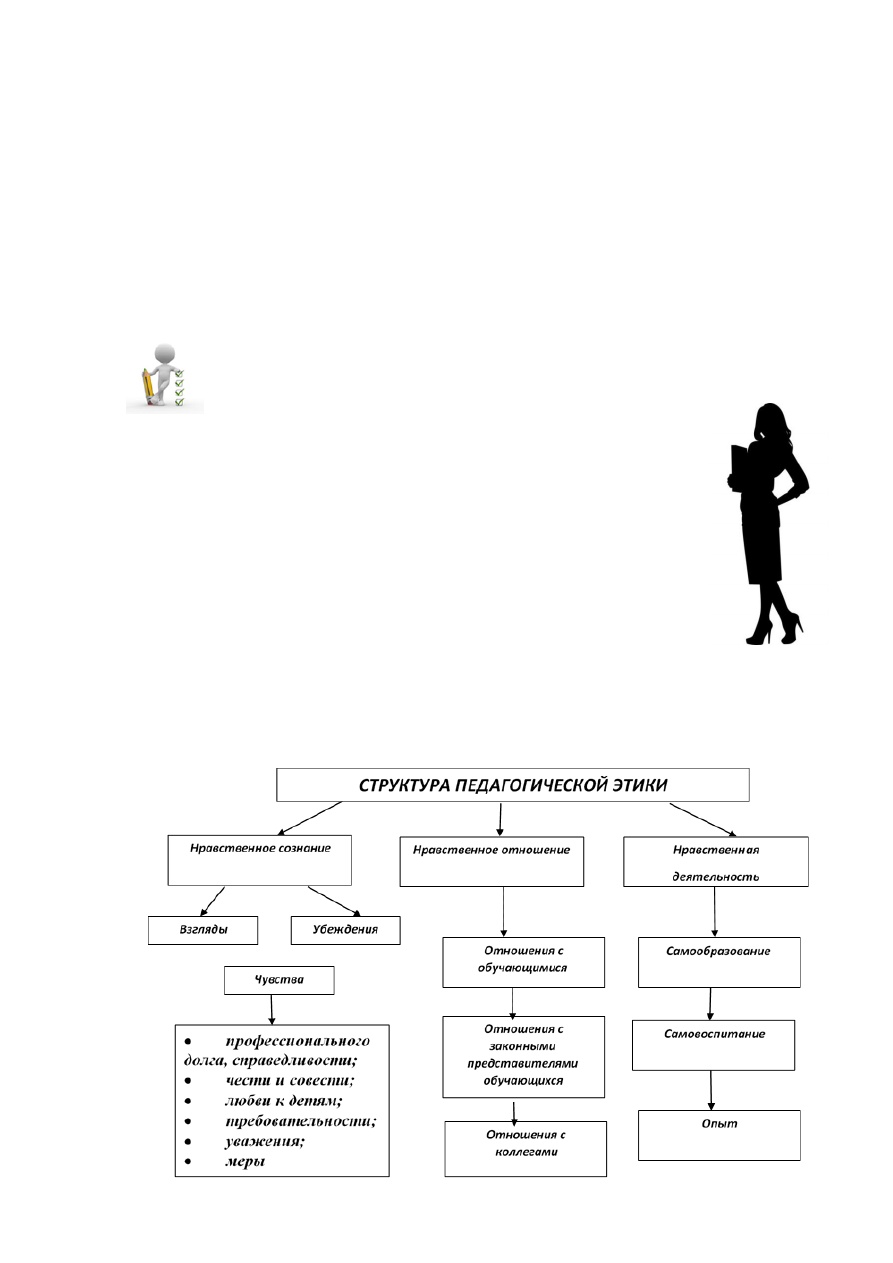 СТРУКТУРА ПЕДАГОГИЧЕСКОЙ ЭТИКИ
Нравственное сознание
Нравственное отношение
Нравственная
деятельность
Взгляды
Убеждения
Чувства
• профессионального
долга, справедливости;
• чести и совести;
• любви к детям;
• требовательности;
• уважения;
• меры
Отношения с
обучающимися
Отношения с
законными
представителями
обучающихся
Отношения с
коллегами
Самообразование
Самовоспитание
Опыт